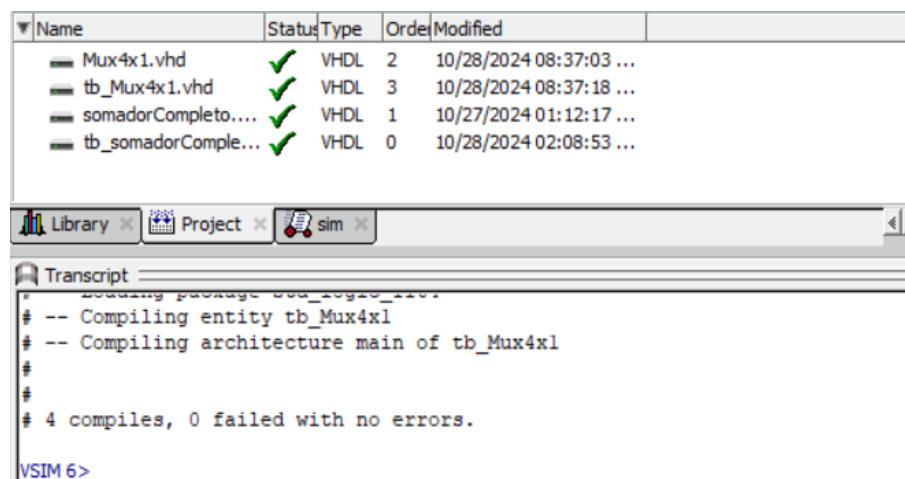 Name Status Type Order Modified
Mux4x1.vhd VHDL 2 10/28/2024 08:37:03 ...
tb_Mux4x1.vhd VHDL 3 10/28/2024 08:37:18 ...
somadorCompleto.... VHDL 1 10/27/2024 01:12:17 ...
tb_somadorComple... VHDL 0 10/28/2024 02:08:53 ...
Library Project sim
Transcript
# -- Loading package
# -- Compiling entity tb_Mux4x1
# -- Compiling architecture main of tb_Mux4x1
#
#
# 4 compiles, 0 failed with no errors.
VSIM 6>